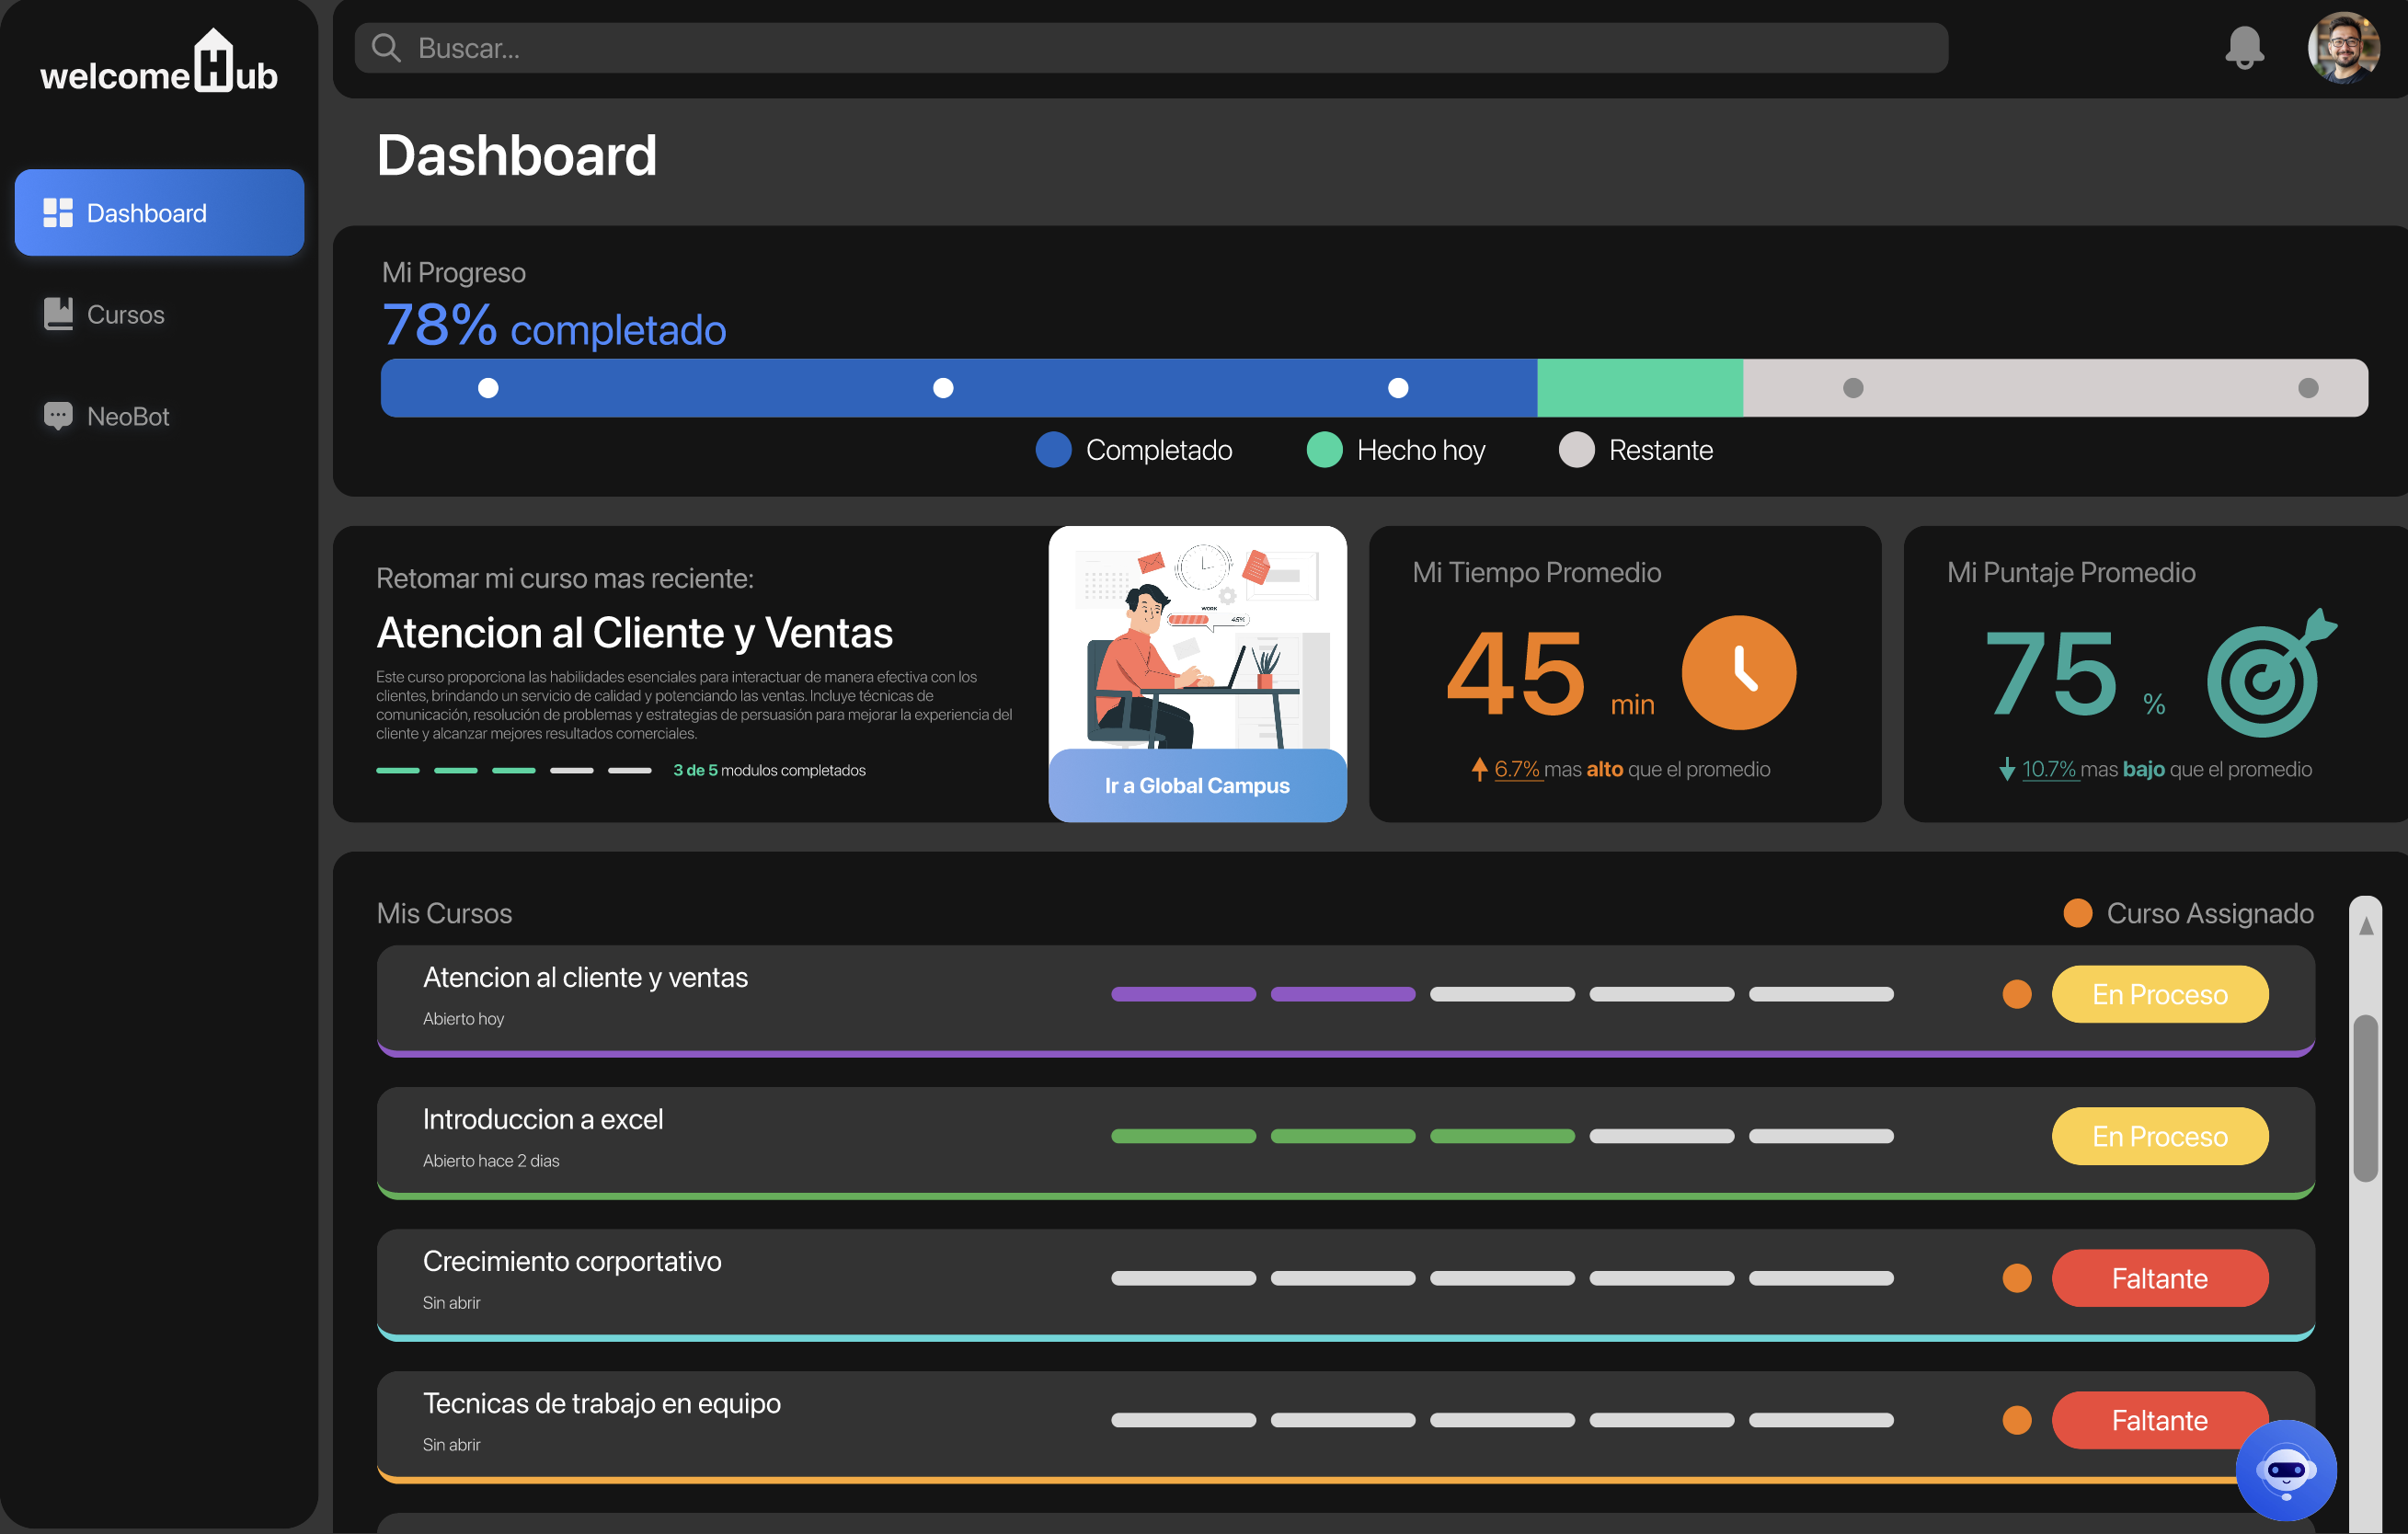 welcomeHub
Buscar...
Dashboard
Dashboard
Cursos
NeoBot
Mi Progreso
78% completado
Completado
Hecho hoy
Restante
Retomar mi curso mas reciente:
Atencion al Cliente y Ventas
Este curso proporciona las habilidades esenciales para interactuar de manera efectiva con los
clientes, brindando un servicio de calidad y potenciando las ventas. Incluye técnicas de
comunicación, resolución de problemas y estrategias de persuasión para mejorar la experiencia del
cliente y alcanzar mejores resultados comerciales.
3 de 5 modulos completados
WORK
45%
Ir a Global Campus
Mi Tiempo Promedio
45 min
6.7% mas alto que el promedio
Mi Puntaje Promedio
75 %
10.7% mas bajo que el promedio
Mis Cursos
Curso Assignado
Atencion al cliente y ventas
Abierto hoy
En Proceso
Introduccion a excel
Abierto hace 2 dias
En Proceso
Crecimiento corportativo
Sin abrir
Faltante
Tecnicas de trabajo en equipo
Sin abrir
Faltante